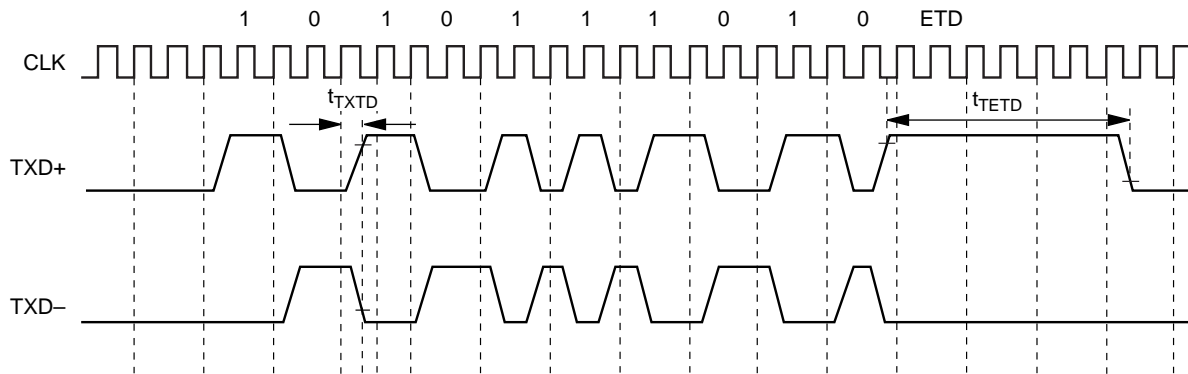 1 0 1 0 1 1 1 0 1 0 ETD
CLK
tTXTD
tTETD
TXD+
TXD–